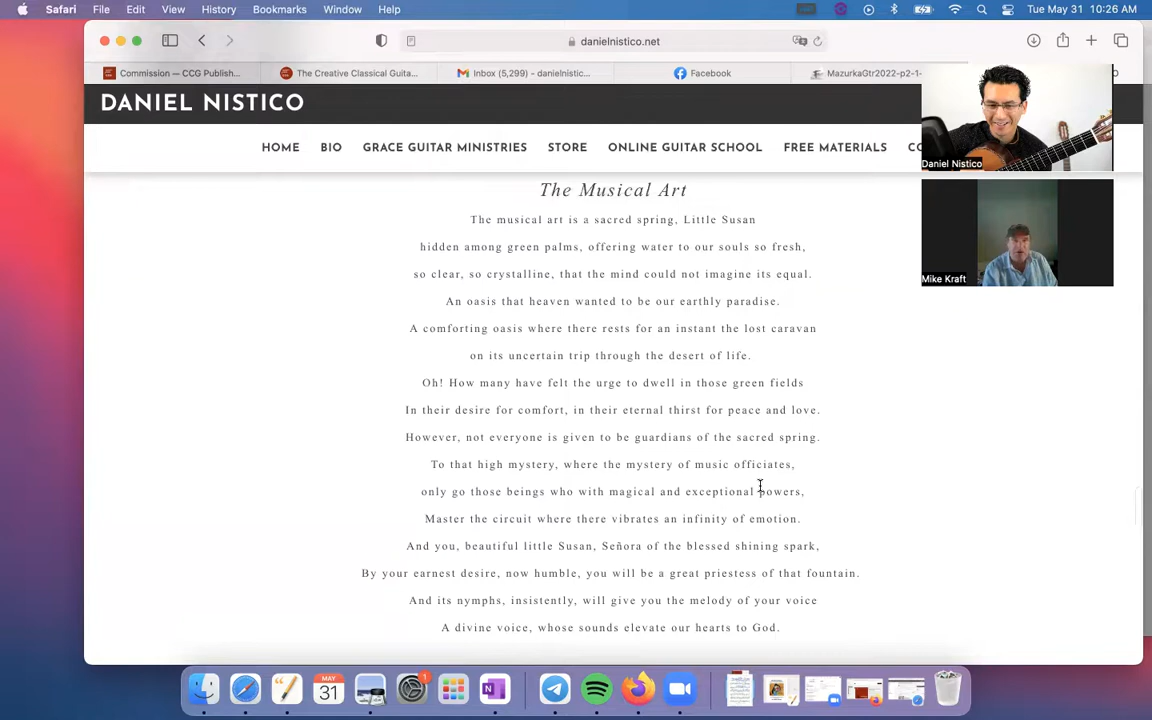 Safari File Edit View History Bookmarks Window Help Tue May 31 10:26 AM
danielnistico.net
Commission — CCG Publish... The Creative Classical Guita... Inbox (5,299) – danielnistic... Facebook MazurkaGtr2022-p2-1-
DANIEL NISTICO
HOME BIO GRACE GUITAR MINISTRIES STORE ONLINE GUITAR SCHOOL FREE MATERIALS CO
Daniel Nistico
Mike Kraft
The Musical Art
The musical art is a sacred spring, Little Susan
hidden among green palms, offering water to our souls so fresh,
so clear, so crystalline, that the mind could not imagine its equal.
An oasis that heaven wanted to be our earthly paradise.
A comforting oasis where there rests for an instant the lost caravan
on its uncertain trip through the desert of life.
Oh! How many have felt the urge to dwell in those green fields
In their desire for comfort, in their eternal thirst for peace and love.
However, not everyone is given to be guardians of the sacred spring.
To that high mystery, where the mystery of music officiates,
only go those beings who with magical and exceptional powers,
Master the circuit where there vibrates an infinity of emotion.
And you, beautiful little Susan, Señora of the blessed shining spark,
By your earnest desire, now humble, you will be a great priestess of that fountain.
And its nymphs, insistently, will give you the melody of your voice
A divine voice, whose sounds elevate our hearts to God.
MAY
31
1